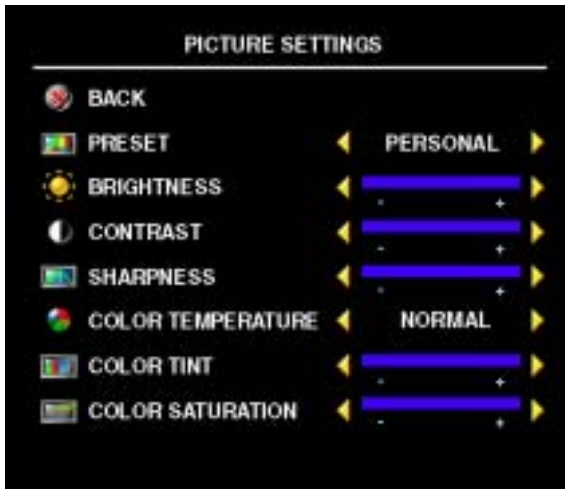 PICTURE SETTINGS
BACK
PRESET PERSONAL
BRIGHTNESS
- +
CONTRAST
- +
SHARPNESS
- +
COLOR TEMPERATURE NORMAL
COLOR TINT
- +
COLOR SATURATION
- +